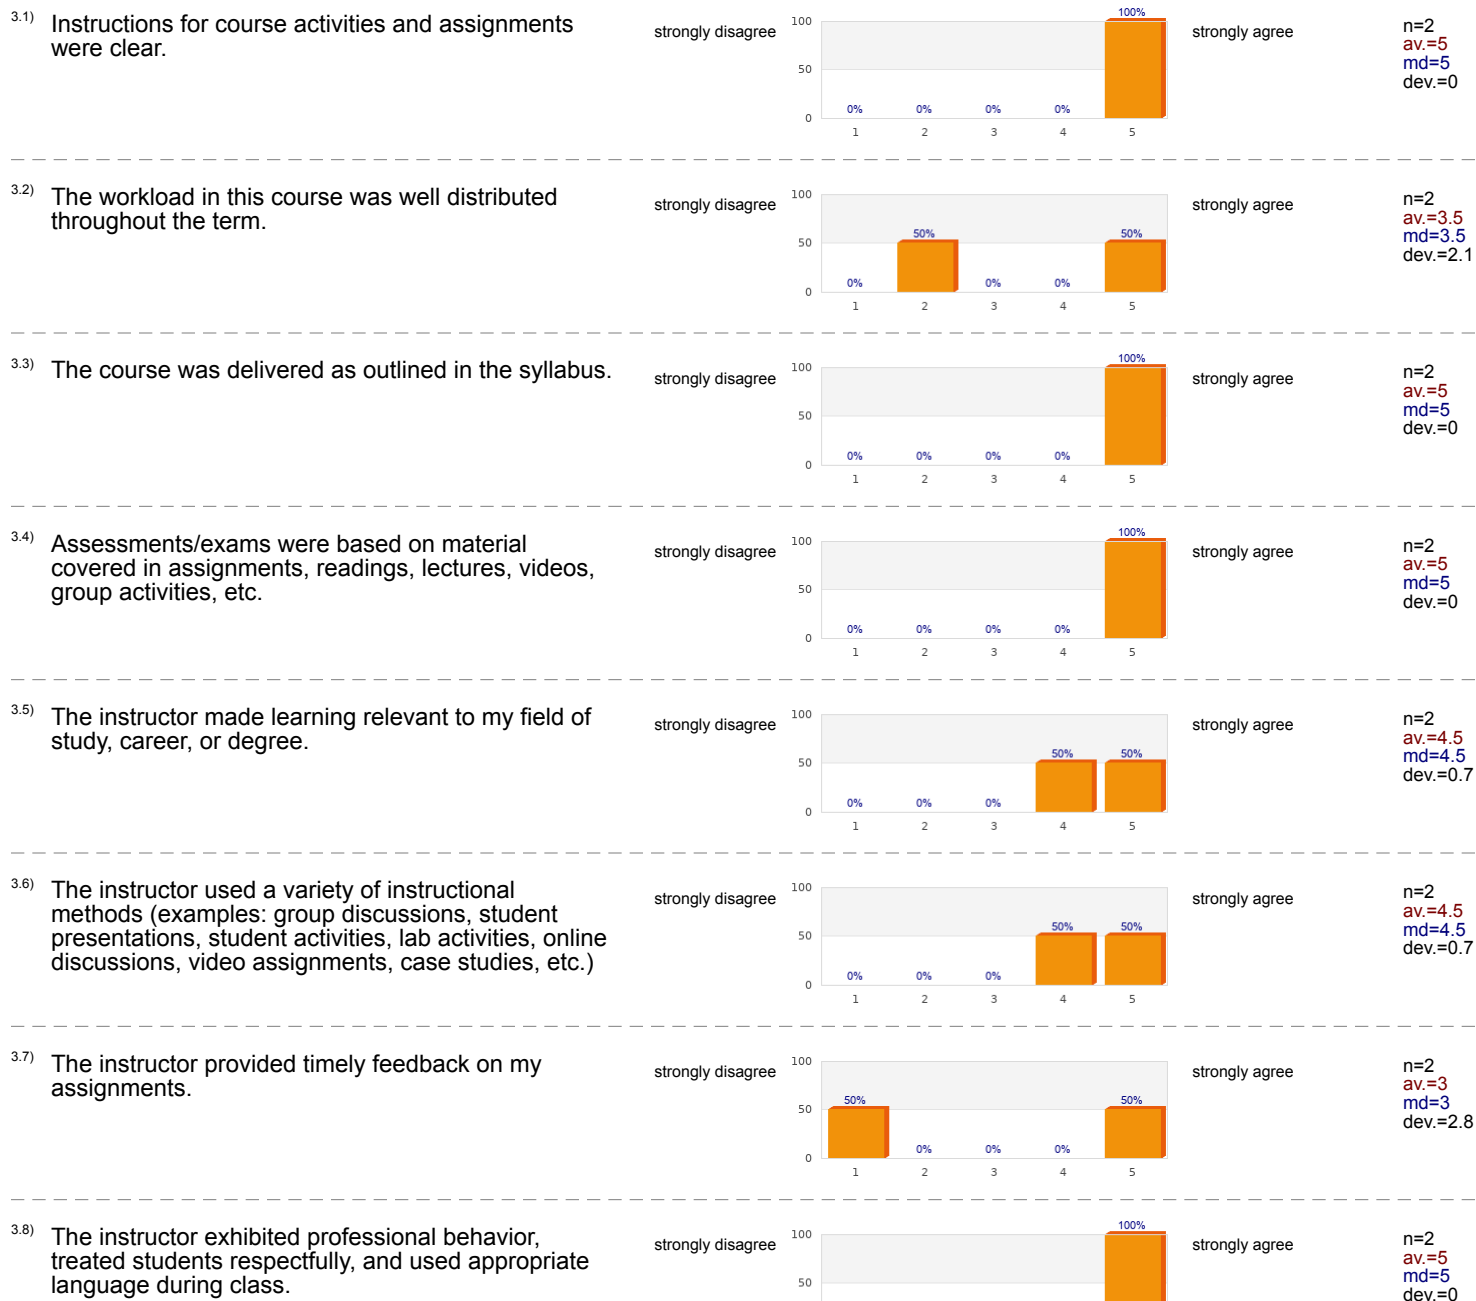 3.1) Instructions for course activities and assignments
were clear.
strongly disagree
100
50
0
0%
0%
0%
0%
100%
1
2
3
4
5
strongly agree
n=2
av.=5
md=5
dev.=0
3.2) The workload in this course was well distributed
throughout the term.
strongly disagree
100
50
0
0%
50%
0%
0%
50%
1
2
3
4
5
strongly agree
n=2
av.=3.5
md=3.5
dev.=2.1
3.3) The course was delivered as outlined in the syllabus.
strongly disagree
100
50
0
0%
0%
0%
0%
100%
1
2
3
4
5
strongly agree
n=2
av.=5
md=5
dev.=0
3.4) Assessments/exams were based on material
covered in assignments, readings, lectures, videos,
group activities, etc.
strongly disagree
100
50
0
0%
0%
0%
0%
100%
1
2
3
4
5
strongly agree
n=2
av.=5
md=5
dev.=0
3.5) The instructor made learning relevant to my field of
study, career, or degree.
strongly disagree
100
50
0
0%
0%
0%
50%
50%
1
2
3
4
5
strongly agree
n=2
av.=4.5
md=4.5
dev.=0.7
3.6) The instructor used a variety of instructional
methods (examples: group discussions, student
presentations, student activities, lab activities, online
discussions, video assignments, case studies, etc.)
strongly disagree
100
50
0
0%
0%
0%
50%
50%
1
2
3
4
5
strongly agree
n=2
av.=4.5
md=4.5
dev.=0.7
3.7) The instructor provided timely feedback on my
assignments.
strongly disagree
100
50
0
50%
0%
0%
0%
50%
1
2
3
4
5
strongly agree
n=2
av.=3
md=3
dev.=2.8
3.8) The instructor exhibited professional behavior,
treated students respectfully, and used appropriate
language during class.
strongly disagree
100
50
100%
strongly agree
n=2
av.=5
md=5
dev.=0